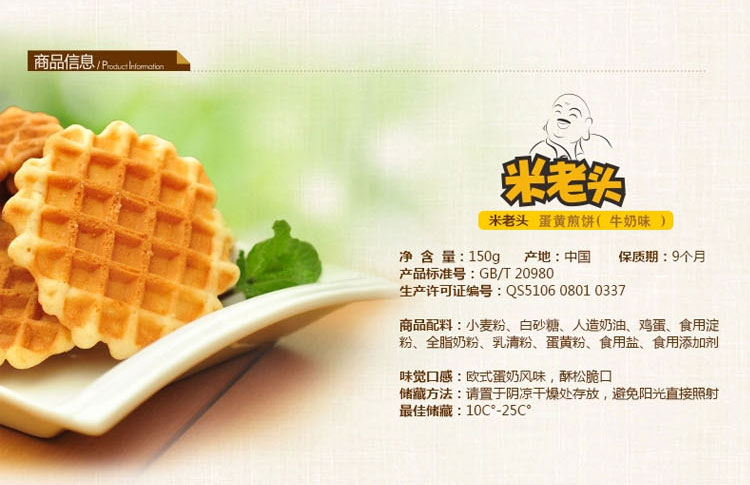 商品信息 / Product Information
米老头
米老头 蛋黄煎饼( 牛奶味 )
净 含 量：150g 产地：中国 保质期：9个月
产品标准号：GB/T 20980
生产许可证编号：QS5106 0801 0337
商品配料：小麦粉、白砂糖、人造奶油、鸡蛋、食用淀
粉、全脂奶粉、乳清粉、蛋黄粉、食用盐、食用添加剂
味觉口感：欧式蛋奶风味，酥松脆口
储藏方法：请置于阴凉干燥处存放，避免阳光直接照射
最佳储藏：10C°-25C°